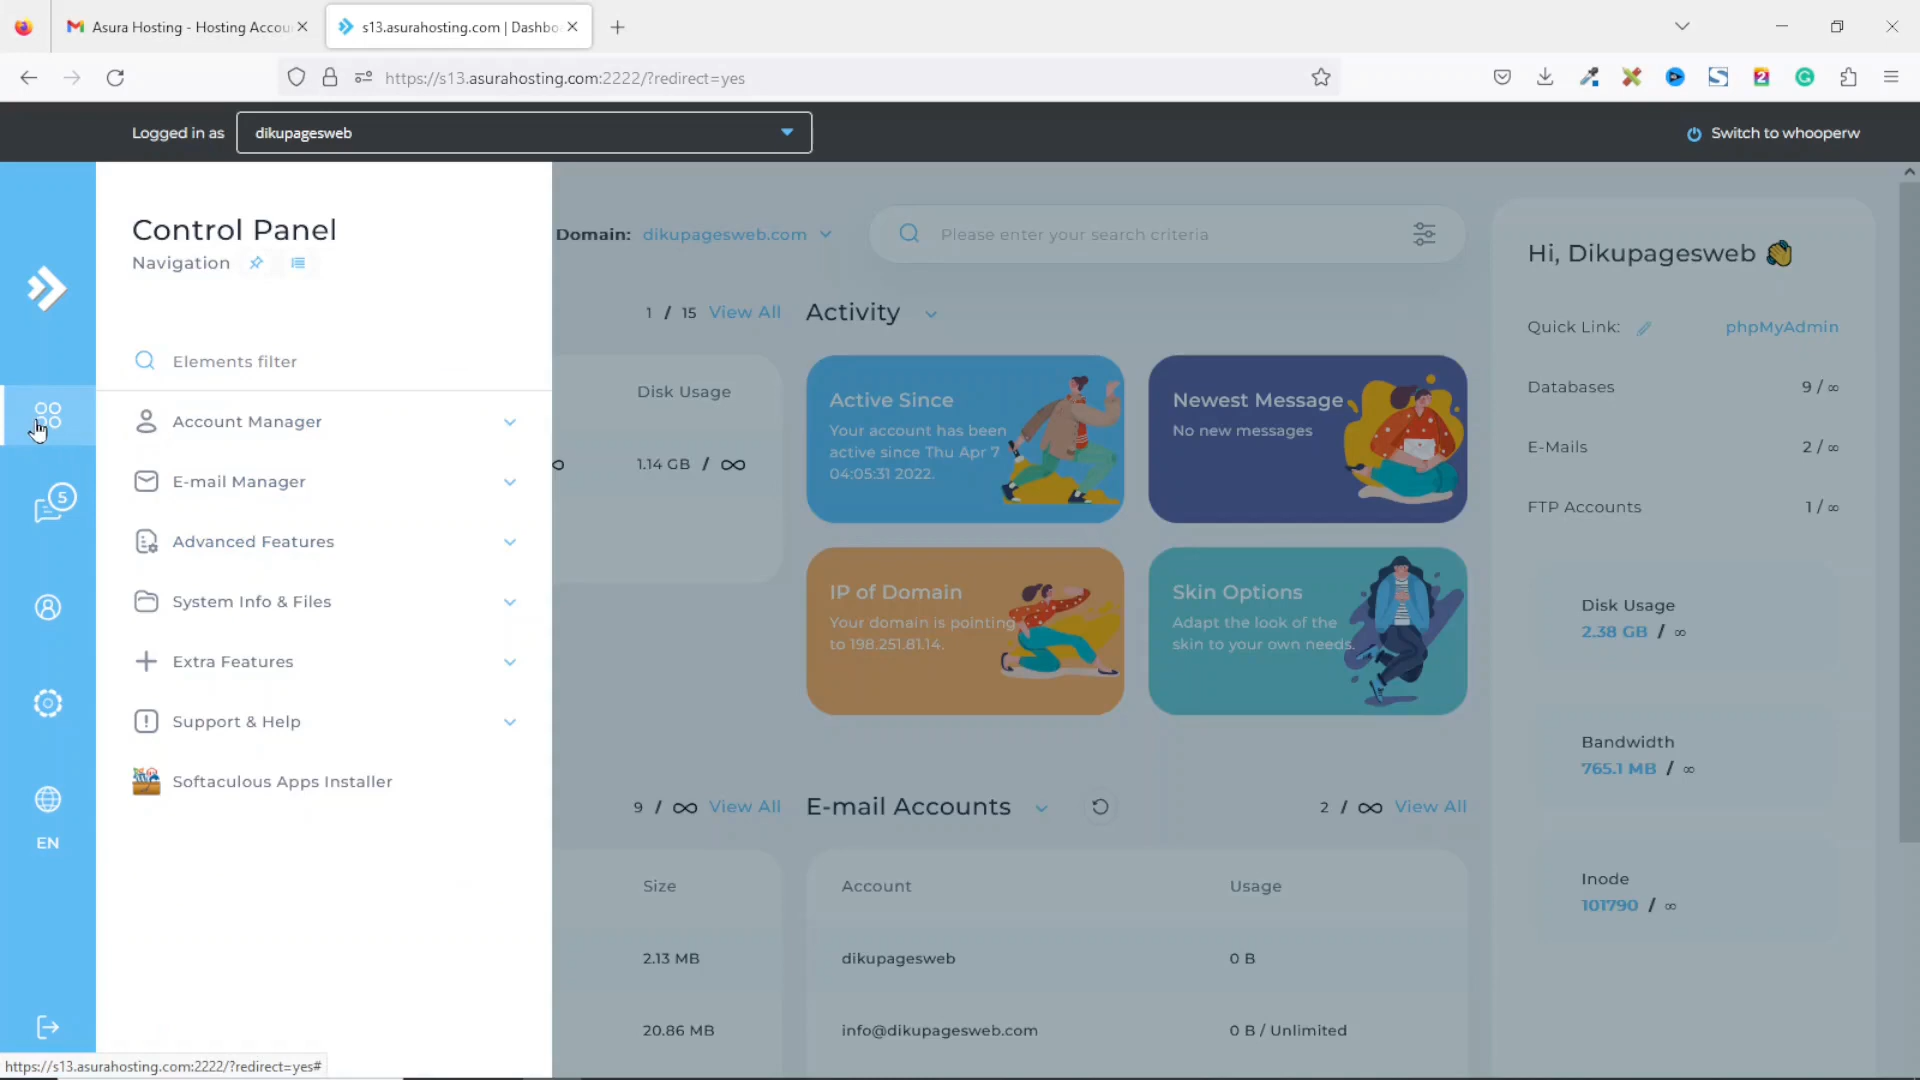 Asura Hosting - Hosting Accou
s13.asurahosting.com | Dashbo
https://s13.asurahosting.com:2222/?redirect=yes
Logged in as
dikupagesweb
Switch to whooperw
Control Panel
Navigation
Elements filter
Account Manager
E-mail Manager
Advanced Features
System Info & Files
Extra Features
Support & Help
Softaculous Apps Installer
5
EN
Domain: dikupagesweb.com
Please enter your search criteria
1 / 15 View All
Activity
Disk Usage
1.14 GB / ∞
Active Since
Your account has been
active since Thu Apr 7
04:05:31 2022.
Newest Message
No new messages
IP of Domain
Your domain is pointing
to 198.251.81.14.
Skin Options
Adapt the look of the
skin to your own needs.
9 / ∞ View All
E-mail Accounts
2 / ∞ View All
Size
Account
Usage
2.13 MB
dikupagesweb
0 B
20.86 MB
info@dikupagesweb.com
0 B / Unlimited
Hi, Dikupagesweb 👋
Quick Link:
phpMyAdmin
Databases
9 / ∞
E-Mails
2 / ∞
FTP Accounts
1 / ∞
Disk Usage
2.38 GB / ∞
Bandwidth
765.1 MB / ∞
Inode
101790 / ∞
https://s13.asurahosting.com:2222/?redirect=yes#